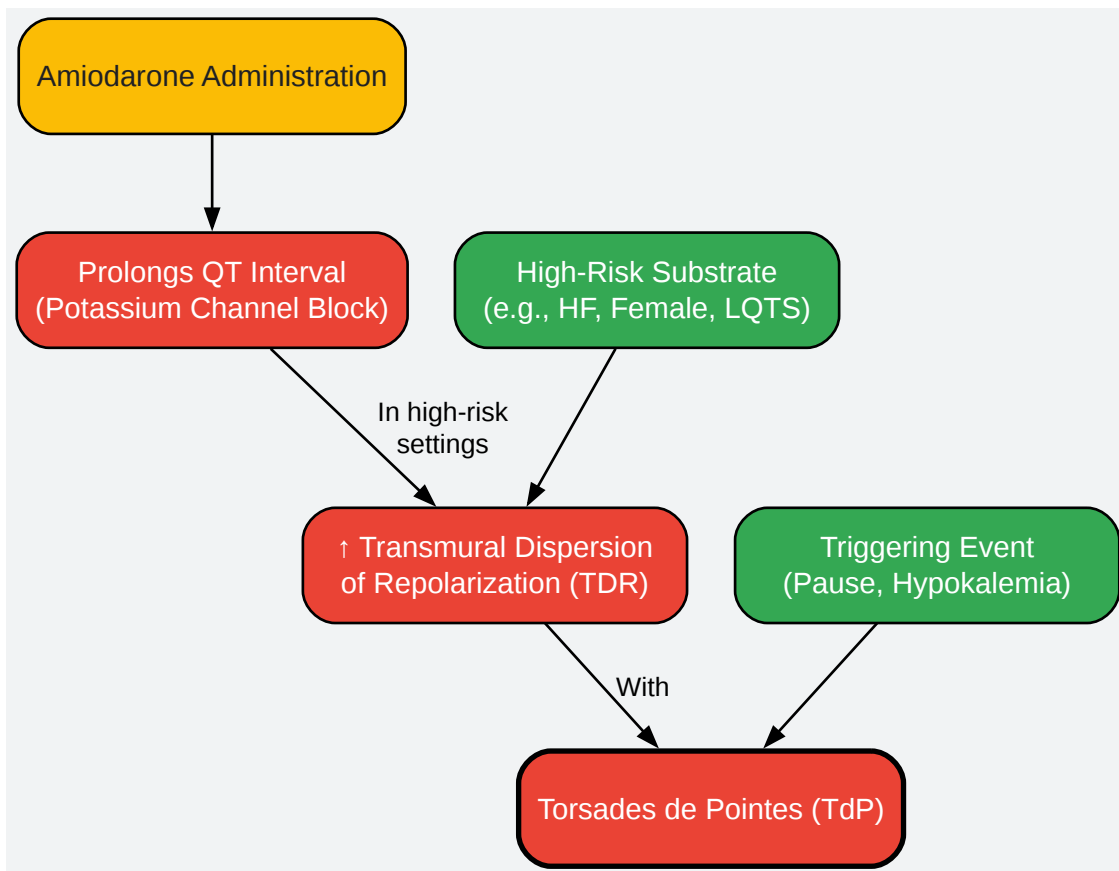 Amiodarone Administration
Prolongs QT Interval
(Potassium Channel Block)
High-Risk Substrate
(e.g., HF, Female, LQTS)
In high-risk
settings
↑ Transmural Dispersion
of Repolarization (TDR)
Triggering Event
(Pause, Hypokalemia)
With
Torsades de Pointes (TdP)